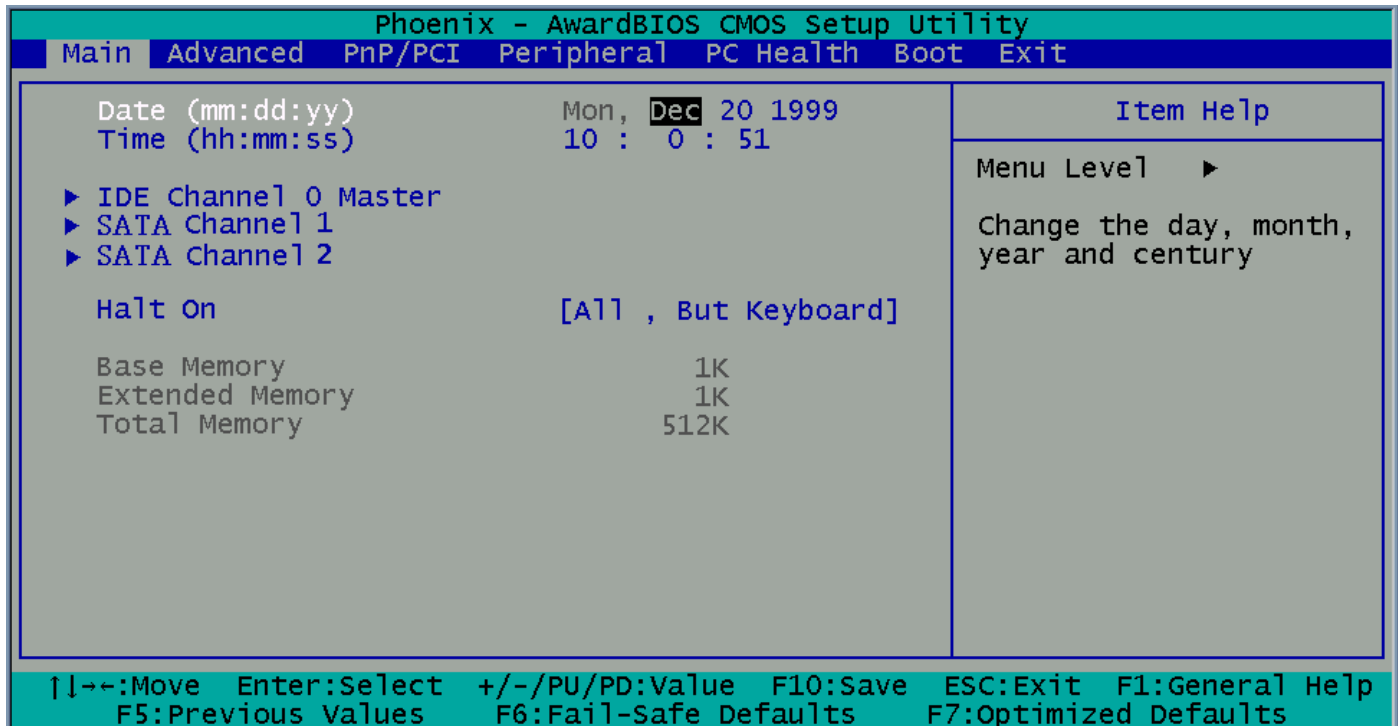 Phoenix - AwardBIOS CMOS Setup Utility
Main Advanced PnP/PCI Peripheral PC Health Boot Exit
Date (mm:dd:yy) Mon, Dec 20 1999
Time (hh:mm:ss) 10 : 0 : 51
▶ IDE Channel 0 Master
▶ SATA Channel 1
▶ SATA Channel 2
Halt On [All , But Keyboard]
Base Memory 1K
Extended Memory 1K
Total Memory 512K
Item Help
Menu Level ▶
Change the day, month,
year and century
↑↓→←:Move Enter:Select +/-/PU/PD:Value F10:Save ESC:Exit F1:General Help
F5:Previous Values F6:Fail-Safe Defaults F7:Optimized Defaults